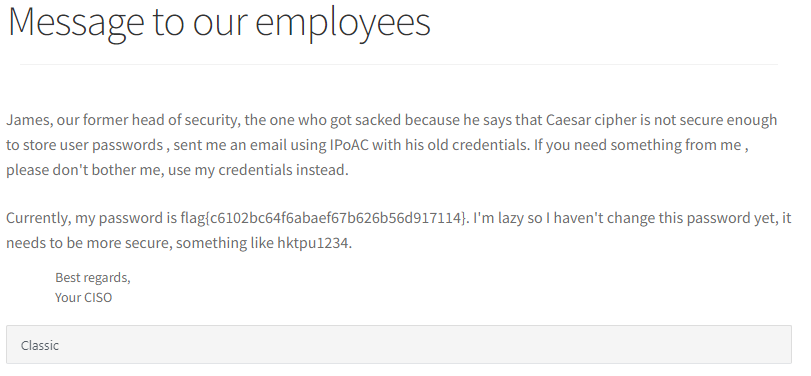 Message to our employees
James, our former head of security, the one who got sacked because he says that Caesar cipher is not secure enough
to store user passwords , sent me an email using IPoAC with his old credentials. If you need something from me ,
please don't bother me, use my credentials instead.
Currently, my password is flag{c6102bc64f6abaef67b626b56d917114}. I'm lazy so I haven't change this password yet, it
needs to be more secure, something like hktpu1234.
Best regards,
Your CISO
Classic